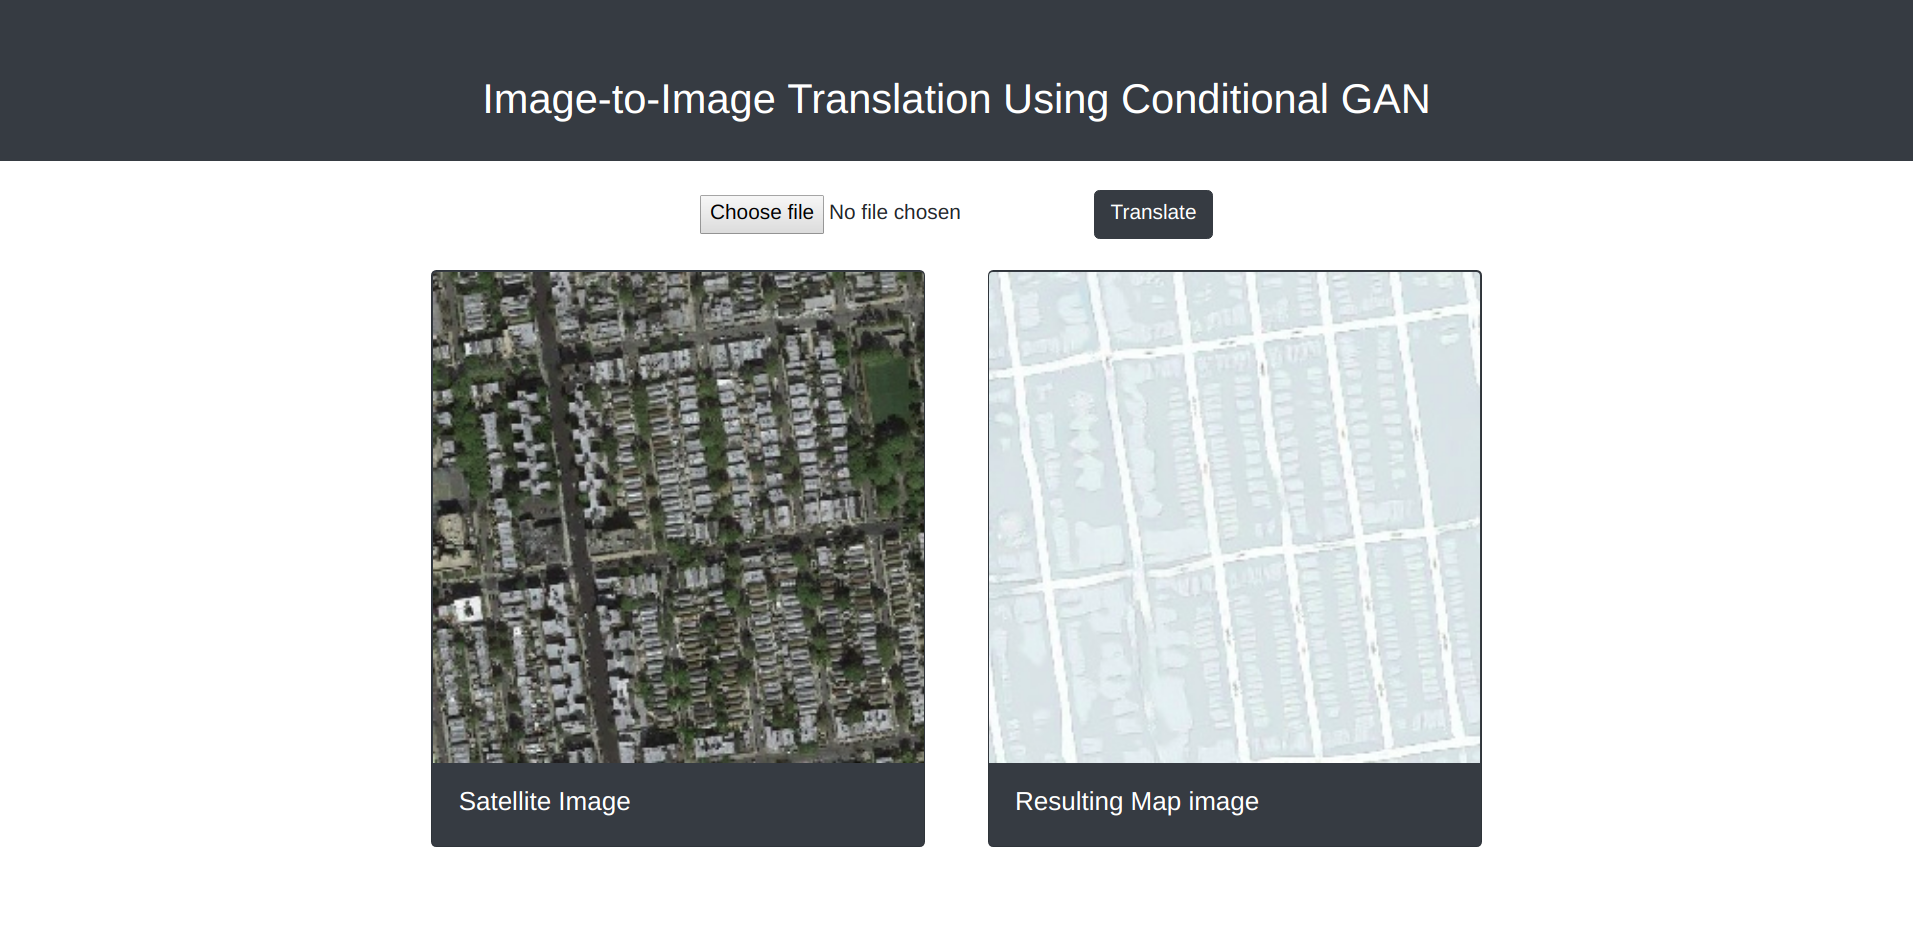 Image-to-Image Translation Using Conditional GAN
Choose file No file chosen
Translate
Satellite Image
Resulting Map image